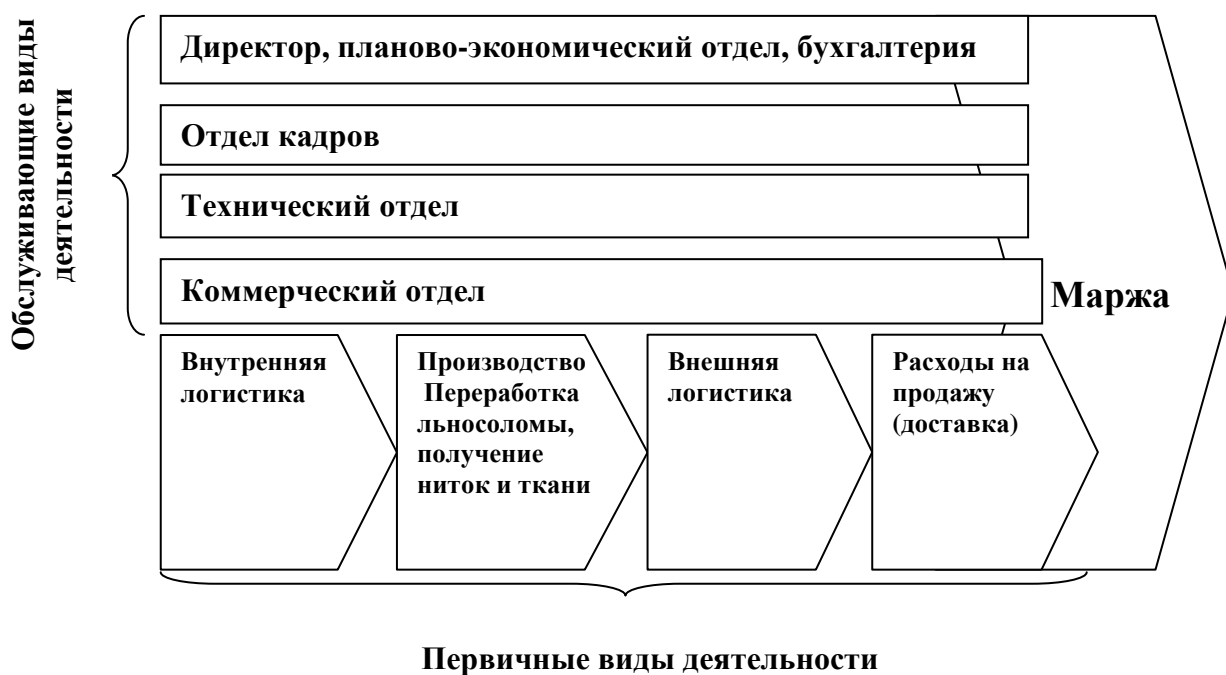 Обслуживающие виды
деятельности
Директор, планово-экономический отдел, бухгалтерия
Отдел кадров
Технический отдел
Коммерческий отдел
Маржа
Внутренняя
логистика
Производство
Переработка
льносоломы,
получение
ниток и ткани
Внешняя
логистика
Расходы на
продажу
(доставка)
Первичные виды деятельности